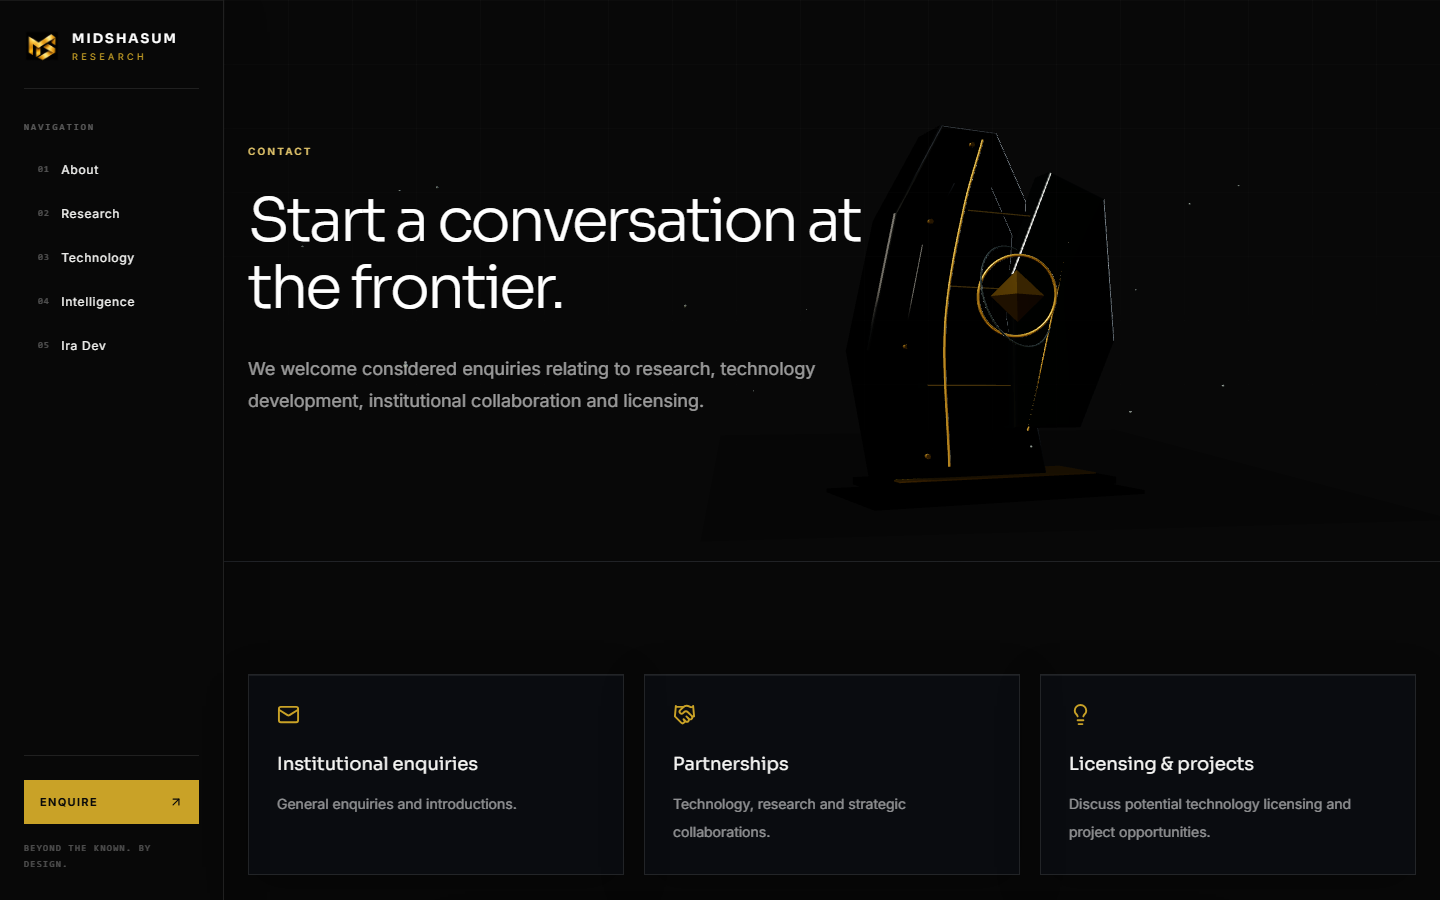 MIDSHASUM
RESEARCH
NAVIGATION
01 About
02 Research
03 Technology
04 Intelligence
05 Ira Dev
ENQUIRE
BEYOND THE KNOWN. BY
DESIGN.
CONTACT
Start a conversation at
the frontier.
We welcome considered enquiries relating to research, technology
development, institutional collaboration and licensing.
Institutional enquiries
General enquiries and introductions.
Partnerships
Technology, research and strategic
collaborations.
Licensing & projects
Discuss potential technology licensing and
project opportunities.